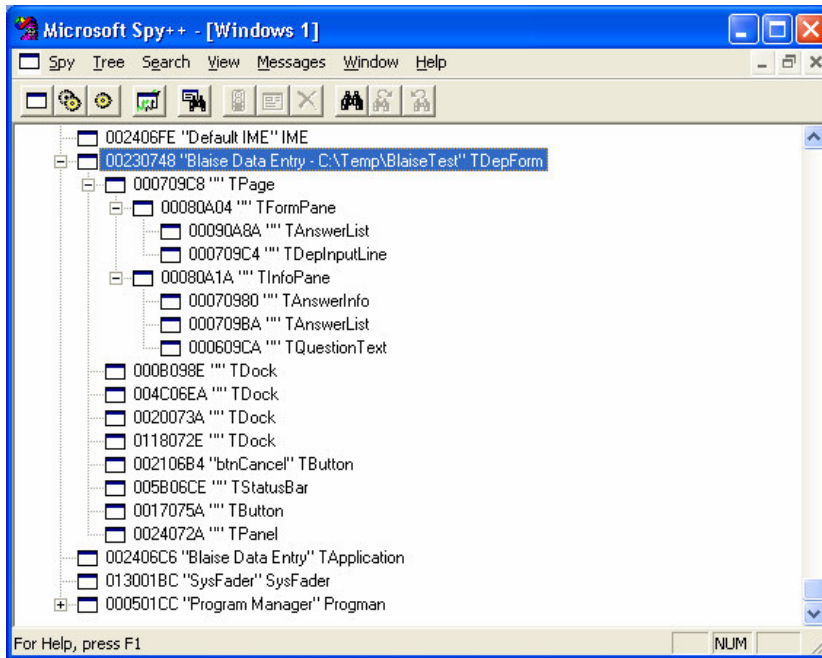 Microsoft Spy++ - [Windows 1]
Spy Tree Search View Messages Window Help
002406FE "Default IME" IME
00230748 "Blaise Data Entry - C:\Temp\BlaiseTest" TDepForm
000709C8 "" TPage
00080A04 "" TFormPane
00090A8A "" TAnswerList
000709C4 "" TDepInputLine
00080A1A "" TInfoPane
00070980 "" TAnswerInfo
000709BA "" TAnswerList
000609CA "" TQuestionText
000B098E "" TDock
004C06EA "" TDock
0020073A "" TDock
0118072E "" TDock
002106B4 "btnCancel" TButton
005B06CE "" TStatusBar
0017075A "" TButton
0024072A "" TPanel
002406C6 "Blaise Data Entry" TApplication
013001BC "SysFader" SysFader
000501CC "Program Manager" Progman
For Help, press F1 NUM